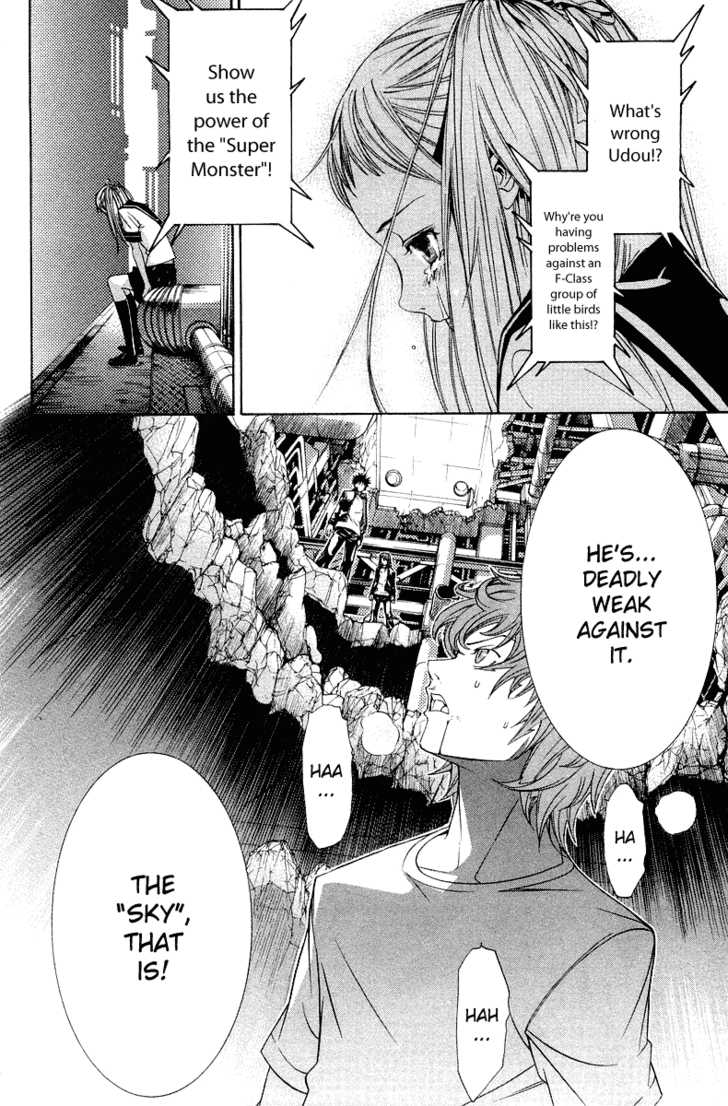 What's
wrong
Udou!?
Why're you
having
problems
against an
F-Class
group of
little birds
like this!?
Show
us the
power of
the "Super
Monster"!
HE'S...
DEADLY
WEAK
AGAINST
IT.
HA
...
HAA
...
THE
"SKY",
THAT
IS!
HAH
...